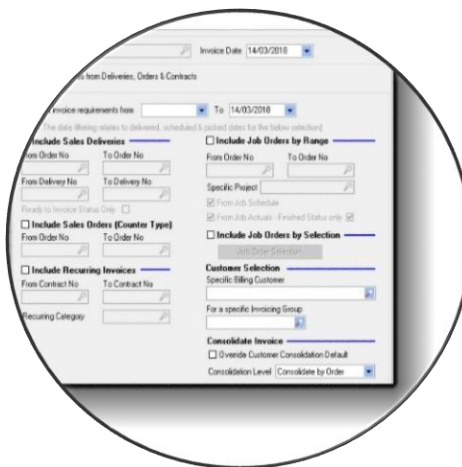 Invoice Date 14/03/2018
from Deliveries, Orders & Contracts
invoice requirements from To 14/03/2018
The date filtering relates to delivered, scheduled & picked dates for the below selection)
Include Sales Deliveries
From Order No To Order No
From Delivery No To Delivery No
Ready to Invoice Status Only
Include Sales Orders (Counter Type)
From Order No To Order No
Include Recurring Invoices
From Contract No To Contract No
Recurring Category
Include Job Orders by Range
From Order No To Order No
Specific Project
From Job Schedule
From Job Actuals - Finished Status only
Include Job Orders by Selection
Job Order Selection
Customer Selection
Specific Billing Customer
For a specific Invoicing Group
Consolidate Invoice
Override Customer Consolidation Default
Consolidation Level Consolidate by Order